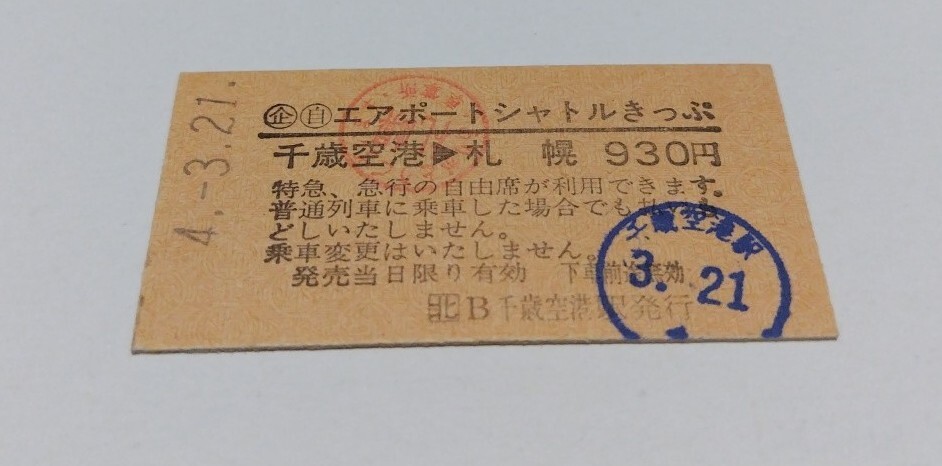 4.-3.21.
企 自 エアポートシャトルきっぷ
千歳空港▶札 幌 930円
特急、急行の自由席が利用できます。
普通列車に乗車した場合でも
どしいたしません。
乗車変更はいたしません。
発売当日限り有効 下車前途無効
北 B 千歳空港駅発行
千歳空港駅
3.21